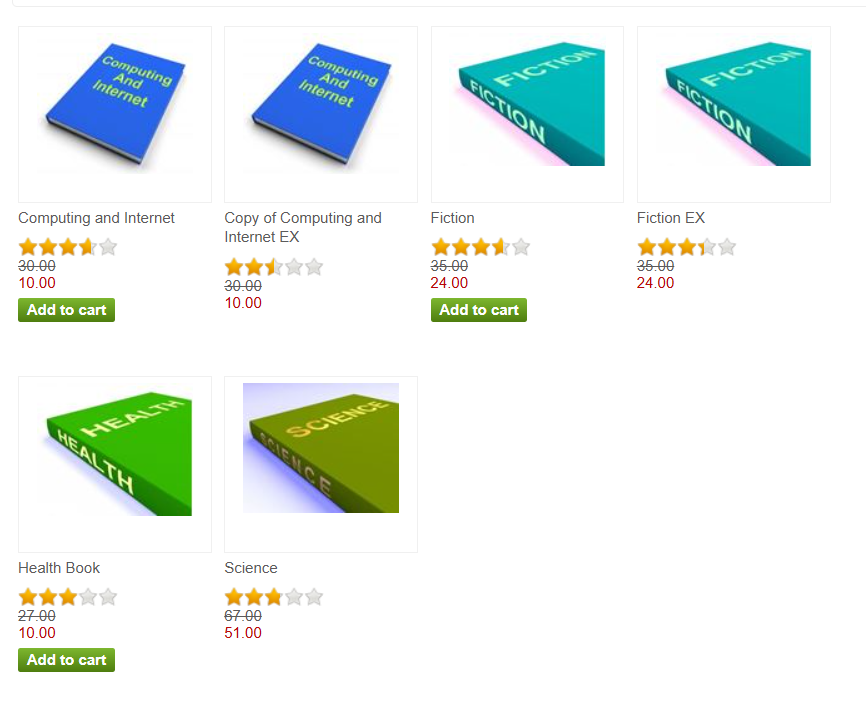 Computing
And
Internet
Computing
And
Internet
FICTION
FICTION
FICTION
FICTION
Computing and Internet
Copy of Computing and
Internet EX
Fiction
Fiction EX
30.00
10.00
Add to cart
30.00
10.00
35.00
24.00
Add to cart
35.00
24.00
HEALTH
HEALTH
SCIENCE
SCIENCE
Health Book
Science
27.00
10.00
Add to cart
67.00
51.00